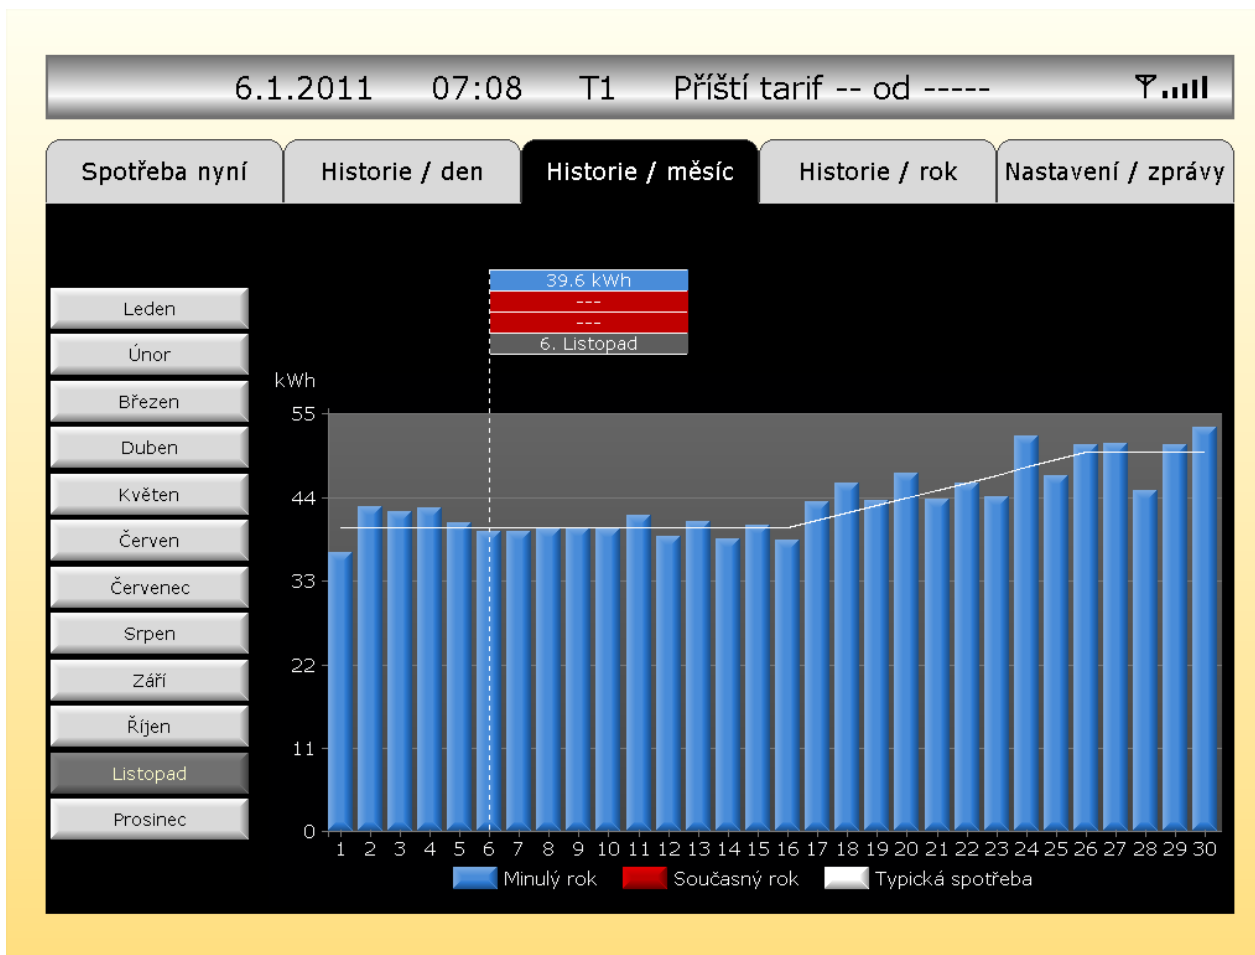 6.1.2011 07:08 T1 Příští tarif -- od -----
Spotřeba nyní Historie / den Historie / měsíc Historie / rok Nastavení / zprávy
39.6 kWh
---
---
6. Listopad
Leden
Únor
Březen
Duben
Květen
Červen
Červenec
Srpen
Září
Říjen
Listopad
Prosinec
kWh
55
44
33
22
11
0
1 2 3 4 5 6 7 8 9 10 11 12 13 14 15 16 17 18 19 20 21 22 23 24 25 26 27 28 29 30
Minulý rok Současný rok Typická spotřeba